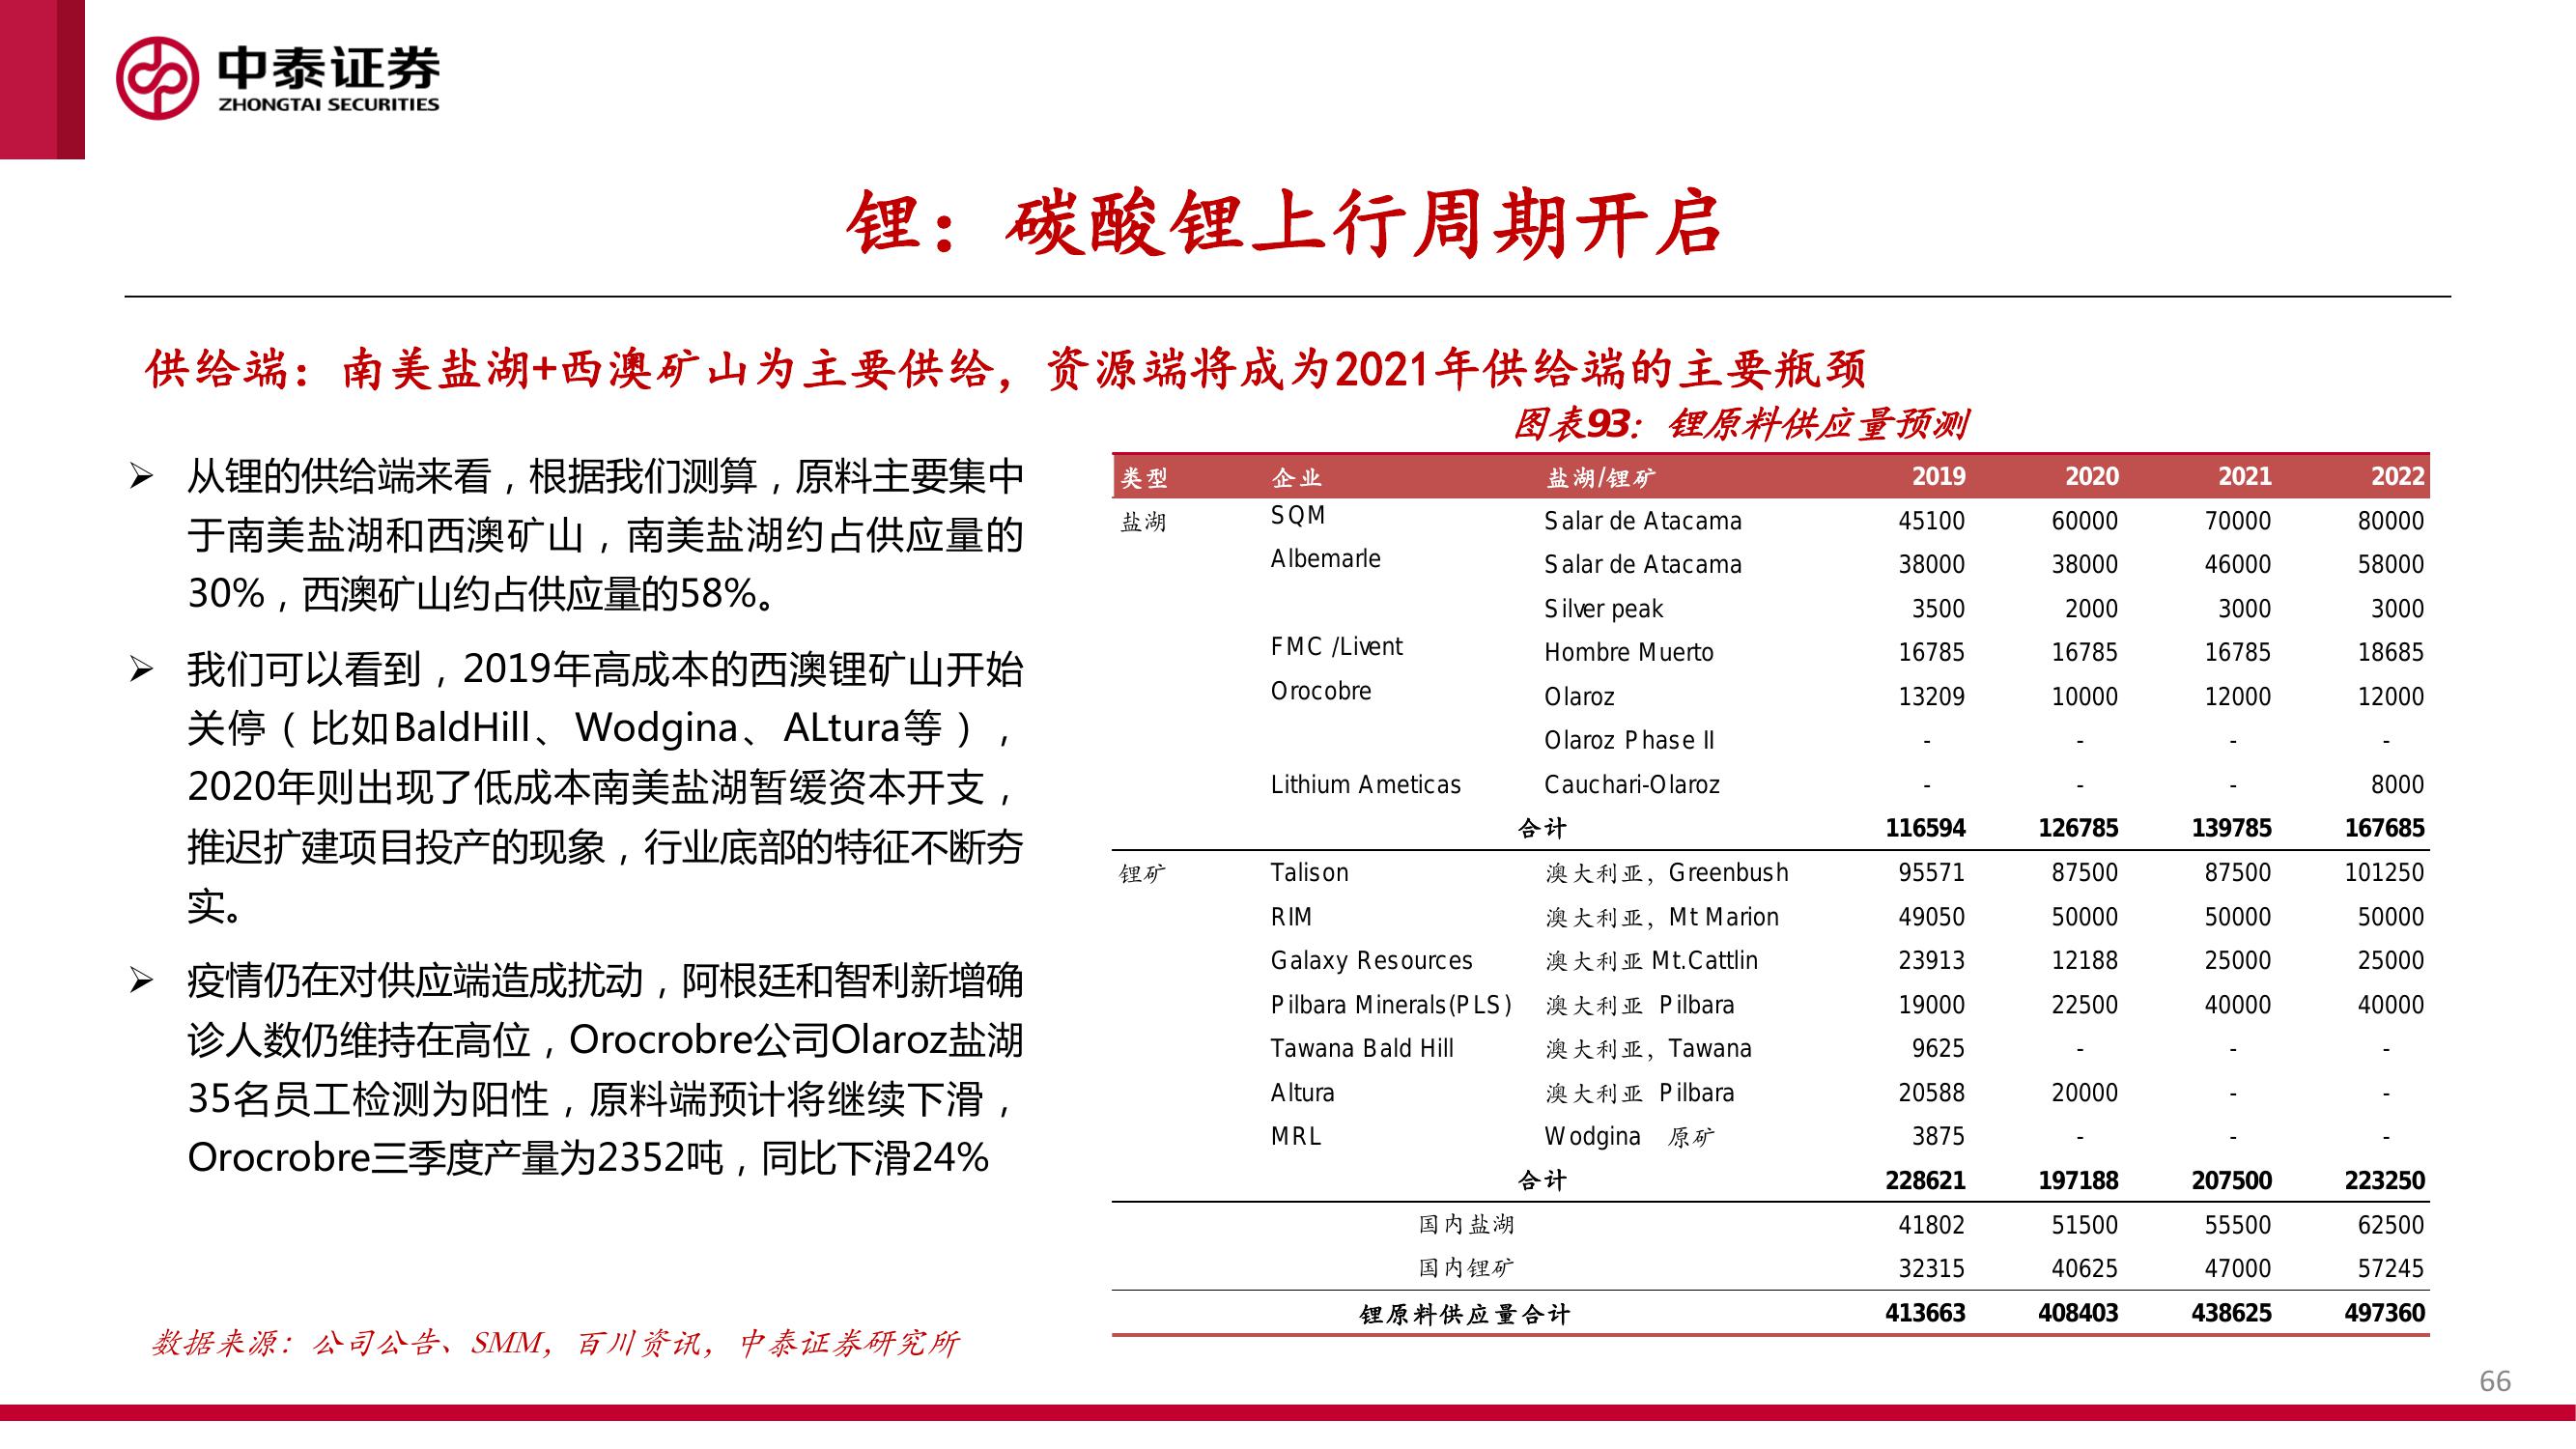 中泰证券
ZHONGTAI SECURITIES
锂：碳酸锂上行周期开启
供给端：南美盐湖+西澳矿山为主要供给，资源端将成为2021年供给端的主要瓶颈
➢ 从锂的供给端来看，根据我们测算，原料主要集中
于南美盐湖和西澳矿山，南美盐湖约占供应量的
30%，西澳矿山约占供应量的58%。
➢ 我们可以看到，2019年高成本的西澳锂矿山开始
关停（比如BaldHill、Wodgina、ALtura等），
2020年则出现了低成本南美盐湖暂缓资本开支，
推迟扩建项目投产的现象，行业底部的特征不断夯
实。
➢ 疫情仍在对供应端造成扰动，阿根廷和智利新增确
诊人数仍维持在高位，Orocrobre公司Olaroz盐湖
35名员工检测为阳性，原料端预计将继续下滑，
Orocrobre三季度产量为2352吨，同比下滑24%
图表93：锂原料供应量预测
类型 企业 盐湖/锂矿 2019 2020 2021 2022
盐湖 SQM Salar de Atacama 45100 60000 70000 80000
Albemarle Salar de Atacama 38000 38000 46000 58000
Silver peak 3500 2000 3000 3000
FMC /Livent Hombre Muerto 16785 16785 16785 18685
Orocobre Olaroz 13209 10000 12000 12000
Olaroz Phase II - - - -
Lithium Ameticas Cauchari-Olaroz - - - 8000
合计 116594 126785 139785 167685
锂矿 Talison 澳大利亚，Greenbush 95571 87500 87500 101250
RIM 澳大利亚，Mt Marion 49050 50000 50000 50000
Galaxy Resources 澳大利亚 Mt.Cattlin 23913 12188 25000 25000
Pilbara Minerals(PLS) 澳大利亚 Pilbara 19000 22500 40000 40000
Tawana Bald Hill 澳大利亚，Tawana 9625 - - -
Altura 澳大利亚 Pilbara 20588 20000 - -
MRL Wodgina 原矿 3875 - - -
合计 228621 197188 207500 223250
国内盐湖 41802 51500 55500 62500
国内锂矿 32315 40625 47000 57245
锂原料供应量合计 413663 408403 438625 497360
数据来源：公司公告、SMM，百川资讯，中泰证券研究所
66